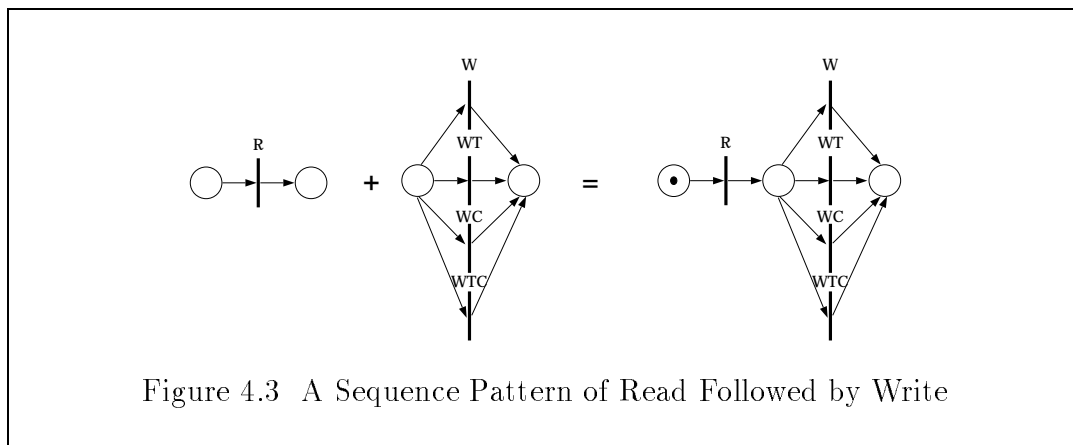 W
W
WT
WT
R
R
+
=
WC
WC
WTC
WTC
Figure 4.3 A Sequence Pattern of Read Followed by Write